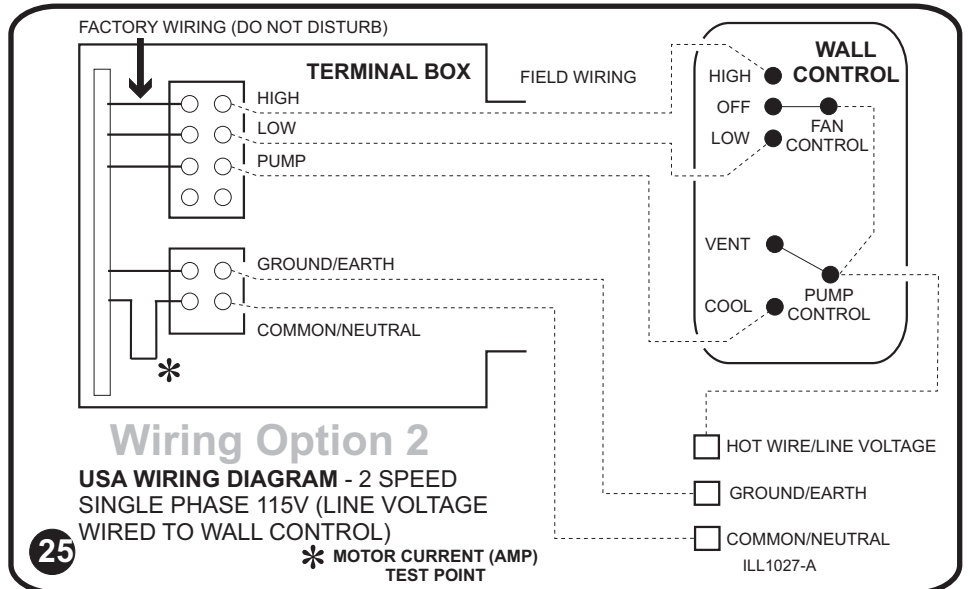 FACTORY WIRING (DO NOT DISTURB)
TERMINAL BOX
FIELD WIRING
WALL
CONTROL
HIGH
LOW
PUMP
GROUND/EARTH
COMMON/NEUTRAL
HIGH
OFF
LOW
FAN
CONTROL
VENT
COOL
PUMP
CONTROL
*
Wiring Option 2
USA WIRING DIAGRAM - 2 SPEED
SINGLE PHASE 115V (LINE VOLTAGE
WIRED TO WALL CONTROL)
25
* MOTOR CURRENT (AMP)
TEST POINT
HOT WIRE/LINE VOLTAGE
GROUND/EARTH
COMMON/NEUTRAL
ILL1027-A